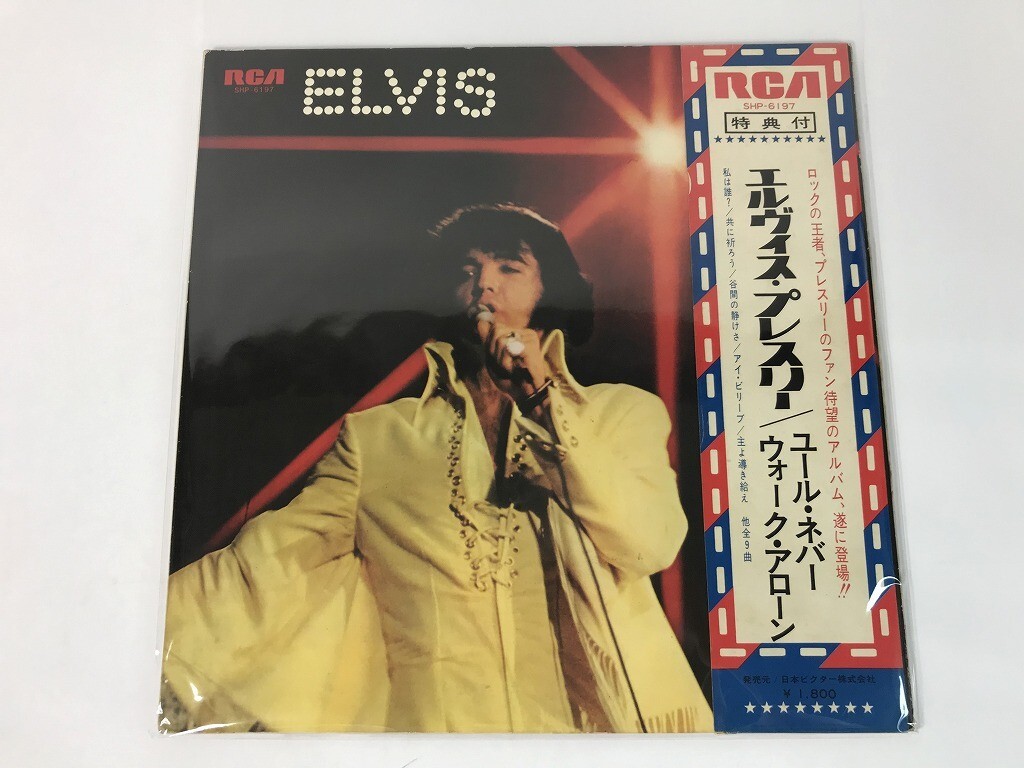 RCA
SHP-6197
ELVIS
RCA
SHP-6197
特典付
ロックの王者、プレスリーのファン待望のアルバム、遂に登場!!
エルヴィス・プレスリー/ユール・ネバー
ウォーク・アローン
私は誰?/共に祈ろう/谷間の静けさ/アイ・ビリーブ/主よ導き給え 他全9曲
発売元/日本ビクター株式会社
¥1,800